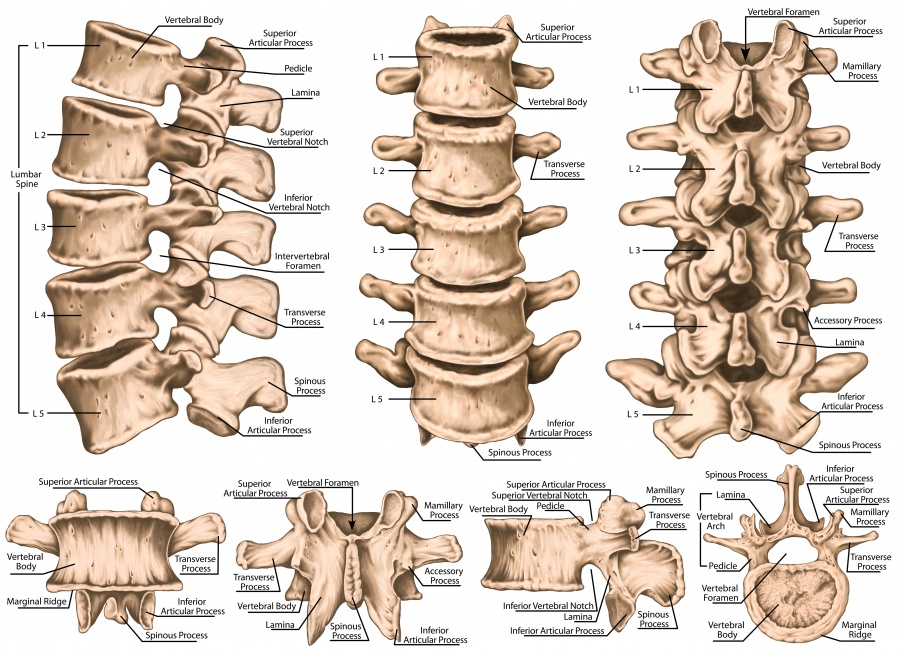 Vertebral Body
L 1
Superior
Articular Process
Pedicle
Lamina
L 2
Superior
Vertebral Notch
Lumbar
Spine
Inferior
Vertebral Notch
L 3
Intervertebral
Foramen
L 4
Transverse
Process
Spinous
Process
L 5
Inferior
Articular Process
Superior
Articular Process
L 1
Vertebral Body
L 2
Transverse
Process
L 3
L 4
L 5
Inferior
Articular Process
Spinous Process
Vertebral Foramen
Superior
Articular Process
Mamillary
Process
L 1
L 2
Vertebral Body
Transverse
Process
L 3
Accessory Process
L 4
Lamina
Inferior
Articular Process
L 5
Spinous Process
Superior Articular Process
Vertebral
Body
Transverse
Process
Marginal Ridge
Inferior
Articular Process
Spinous Process
Superior
Articular Process
Vertebral Foramen
Mamillary
Process
Transverse
Process
Accessory
Process
Vertebral Body
Lamina
Spinous
Process
Inferior
Articular Process
Superior Articular Process
Superior Vertebral Notch
Pedicle
Vertebral Body
Mamillary
Process
Transverse
Process
Inferior Vertebral Notch
Lamina
Inferior Articular Process
Spinous
Process
Spinous Process
Inferior
Articular Process
Lamina
Superior
Articular Process
Mamillary
Process
Vertebral
Arch
Transverse
Process
Pedicle
Vertebral
Foramen
Vertebral
Body
Marginal
Ridge